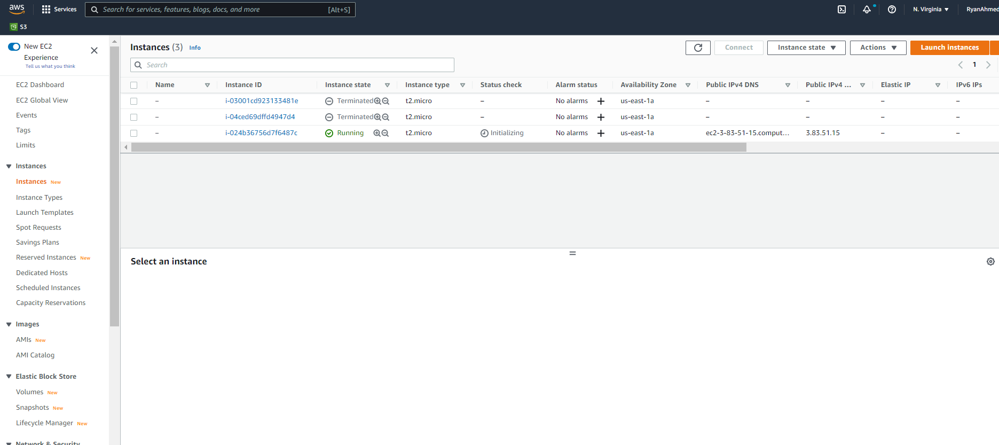 aws Services Search for services, features, blogs, docs, and more [Alt+S] N. Virginia RyanAhmed
S3
New EC2
Experience
Tell us what you think
EC2 Dashboard
EC2 Global View
Events
Tags
Limits
Instances
Instances New
Instance Types
Launch Templates
Spot Requests
Savings Plans
Reserved Instances New
Dedicated Hosts
Scheduled Instances
Capacity Reservations
Images
AMIs New
AMI Catalog
Elastic Block Store
Volumes New
Snapshots New
Lifecycle Manager New
Network & Security
Instances (3) Info Connect Instance state Actions Launch instances
Search 1
Name Instance ID Instance state Instance type Status check Alarm status Availability Zone Public IPv4 DNS Public IPv4 ... Elastic IP IPv6 IPs
– i-03001cd923133481e Terminated t2.micro – No alarms + us-east-1a – – – –
– i-04ced69dffd4947d4 Terminated t2.micro – No alarms + us-east-1a – – – –
– i-024b36756d7f6487c Running t2.micro Initializing No alarms + us-east-1a ec2-3-83-51-15.comput... 3.83.51.15 – –
Select an instance